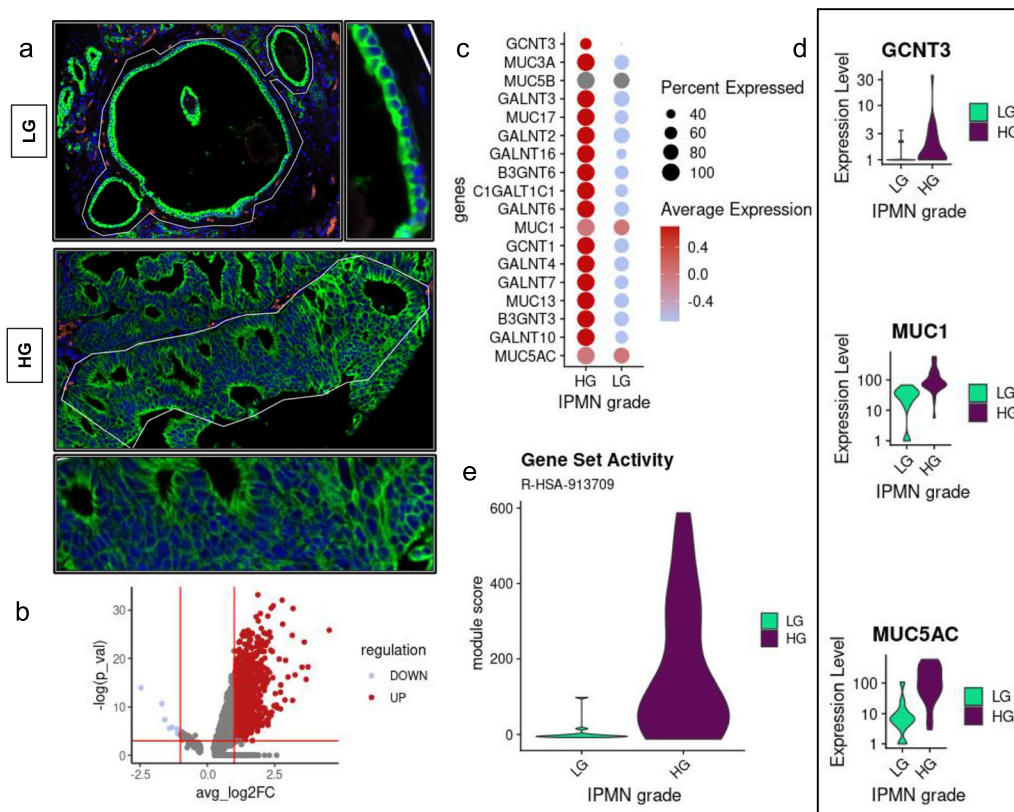 a
LG
HG
b
-log(p_val)
30
20
10
0
-2.5
0.0
2.5
avg_log2FC
regulation
DOWN
UP
c
genes
GCNT3
MUC3A
MUC5B
GALNT3
MUC17
GALNT2
GALNT16
B3GNT6
C1GALT1C1
GALNT6
MUC1
GCNT1
GALNT4
GALNT7
MUC13
B3GNT3
GALNT10
MUC5AC
HG
LG
IPMN grade
Percent Expressed
40
60
80
100
Average Expression
0.4
0.0
-0.4
d
GCNT3
Expression Level
30
10
3
1
LG
HG
IPMN grade
LG
HG
MUC1
Expression Level
100
10
1
LG
HG
IPMN grade
LG
HG
MUC5AC
Expression Level
100
10
1
LG
HG
IPMN grade
LG
HG
e
Gene Set Activity
R-HSA-913709
module score
600
400
200
0
LG
HG
IPMN grade
LG
HG